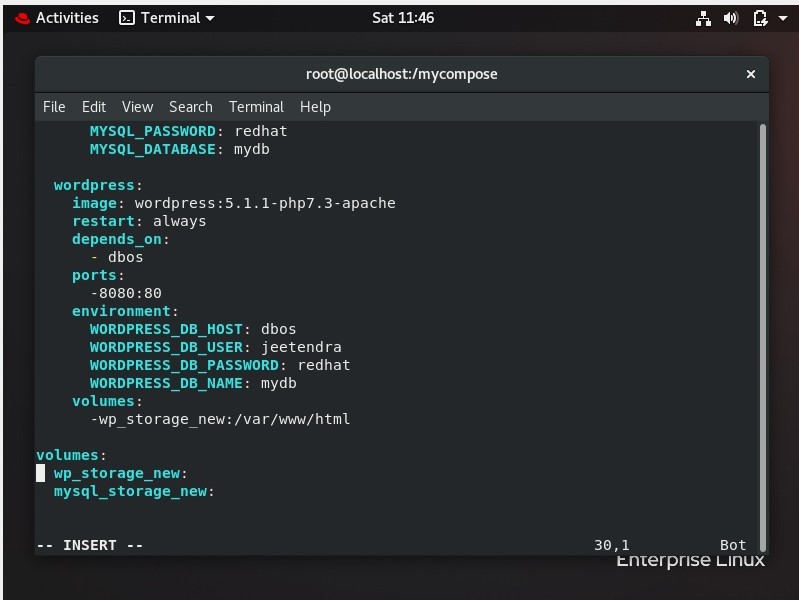 Activities Terminal Sat 11:46
root@localhost:/mycompose ×
File Edit View Search Terminal Help
      MYSQL_PASSWORD: redhat
      MYSQL_DATABASE: mydb

  wordpress:
    image: wordpress:5.1.1-php7.3-apache
    restart: always
    depends_on:
      - dbos
    ports:
      -8080:80
    environment:
      WORDPRESS_DB_HOST: dbos
      WORDPRESS_DB_USER: jeetendra
      WORDPRESS_DB_PASSWORD: redhat
      WORDPRESS_DB_NAME: mydb
    volumes:
      -wp_storage_new:/var/www/html

volumes:
  wp_storage_new:
  mysql_storage_new:

-- INSERT -- 30,1 Bot
Enterprise Linux